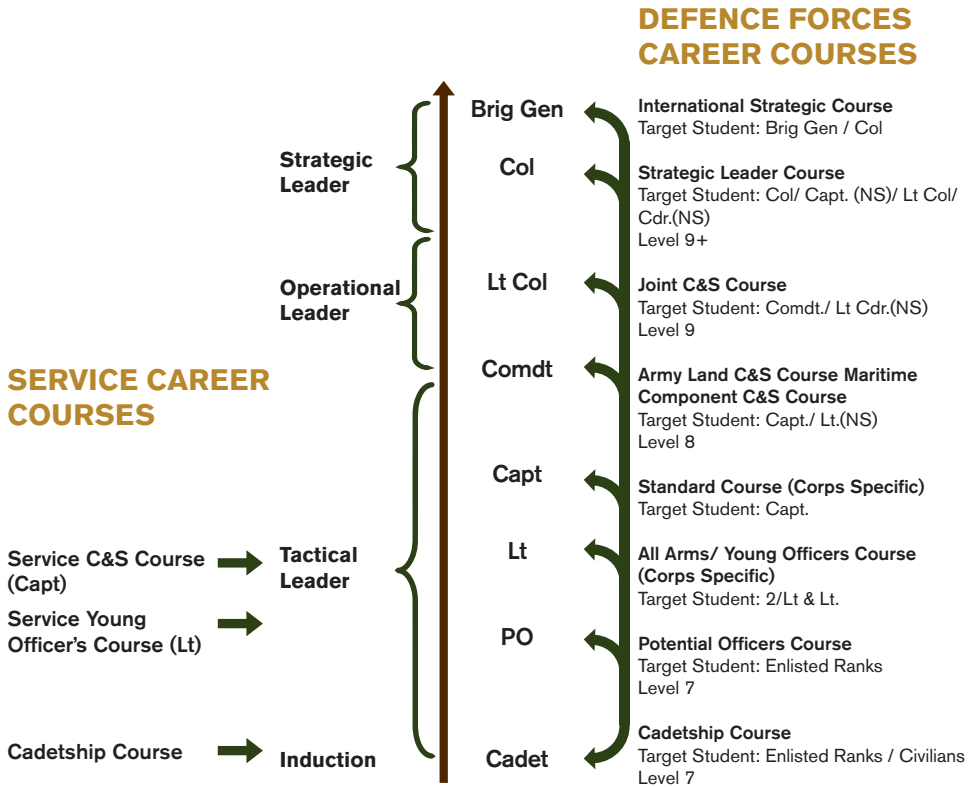 DEFENCE FORCES
CAREER COURSES
Brig Gen
Col
Lt Col
Comdt
Capt
Lt
PO
Cadet
International Strategic Course
Target Student: Brig Gen / Col
Strategic Leader Course
Target Student: Col/ Capt. (NS)/ Lt Col/
Cdr.(NS)
Level 9+
Joint C&S Course
Target Student: Comdt./ Lt Cdr.(NS)
Level 9
Army Land C&S Course Maritime
Component C&S Course
Target Student: Capt./ Lt.(NS)
Level 8
Standard Course (Corps Specific)
Target Student: Capt.
All Arms/ Young Officers Course
(Corps Specific)
Target Student: 2/Lt & Lt.
Potential Officers Course
Target Student: Enlisted Ranks
Level 7
Cadetship Course
Target Student: Enlisted Ranks / Civilians
Level 7
Strategic
Leader
Operational
Leader
Tactical
Leader
Induction
SERVICE CAREER
COURSES
Service C&S Course
(Capt)
Service Young
Officer's Course (Lt)
Cadetship Course